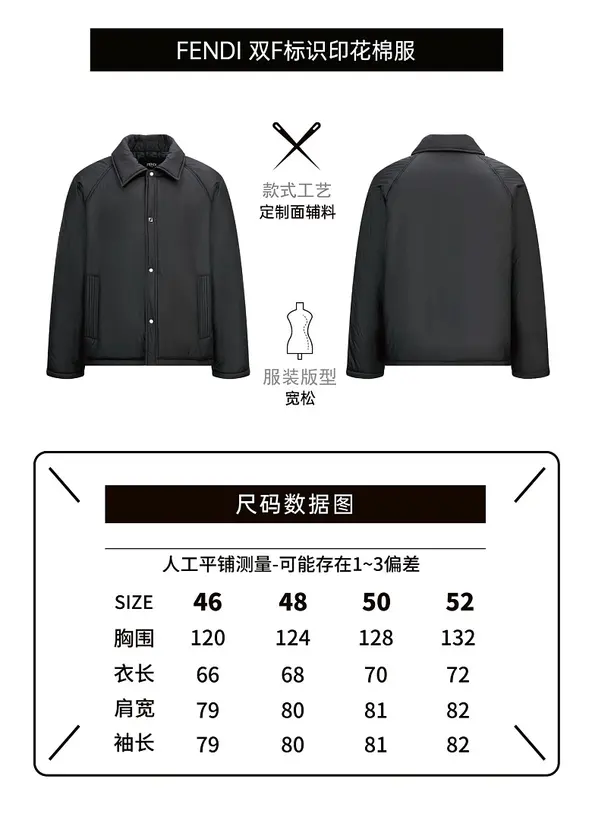 FENDI 双F标识印花棉服
款式工艺
定制面辅料
服装版型
宽松
尺码数据图
人工平铺测量-可能存在1~3偏差
SIZE 46 48 50 52
胸围 120 124 128 132
衣长 66 68 70 72
肩宽 79 80 81 82
袖长 79 80 81 82